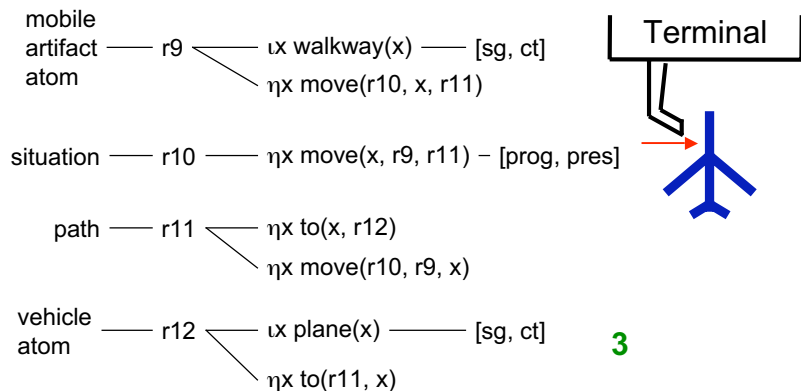 mobile
artifact
atom
r9
ιx walkway(x)
[sg, ct]
ηx move(r10, x, r11)
Terminal
situation
r10
ηx move(x, r9, r11)
[prog, pres]
path
r11
ηx to(x, r12)
ηx move(r10, r9, x)
vehicle
atom
r12
ιx plane(x)
[sg, ct]
ηx to(r11, x)
3